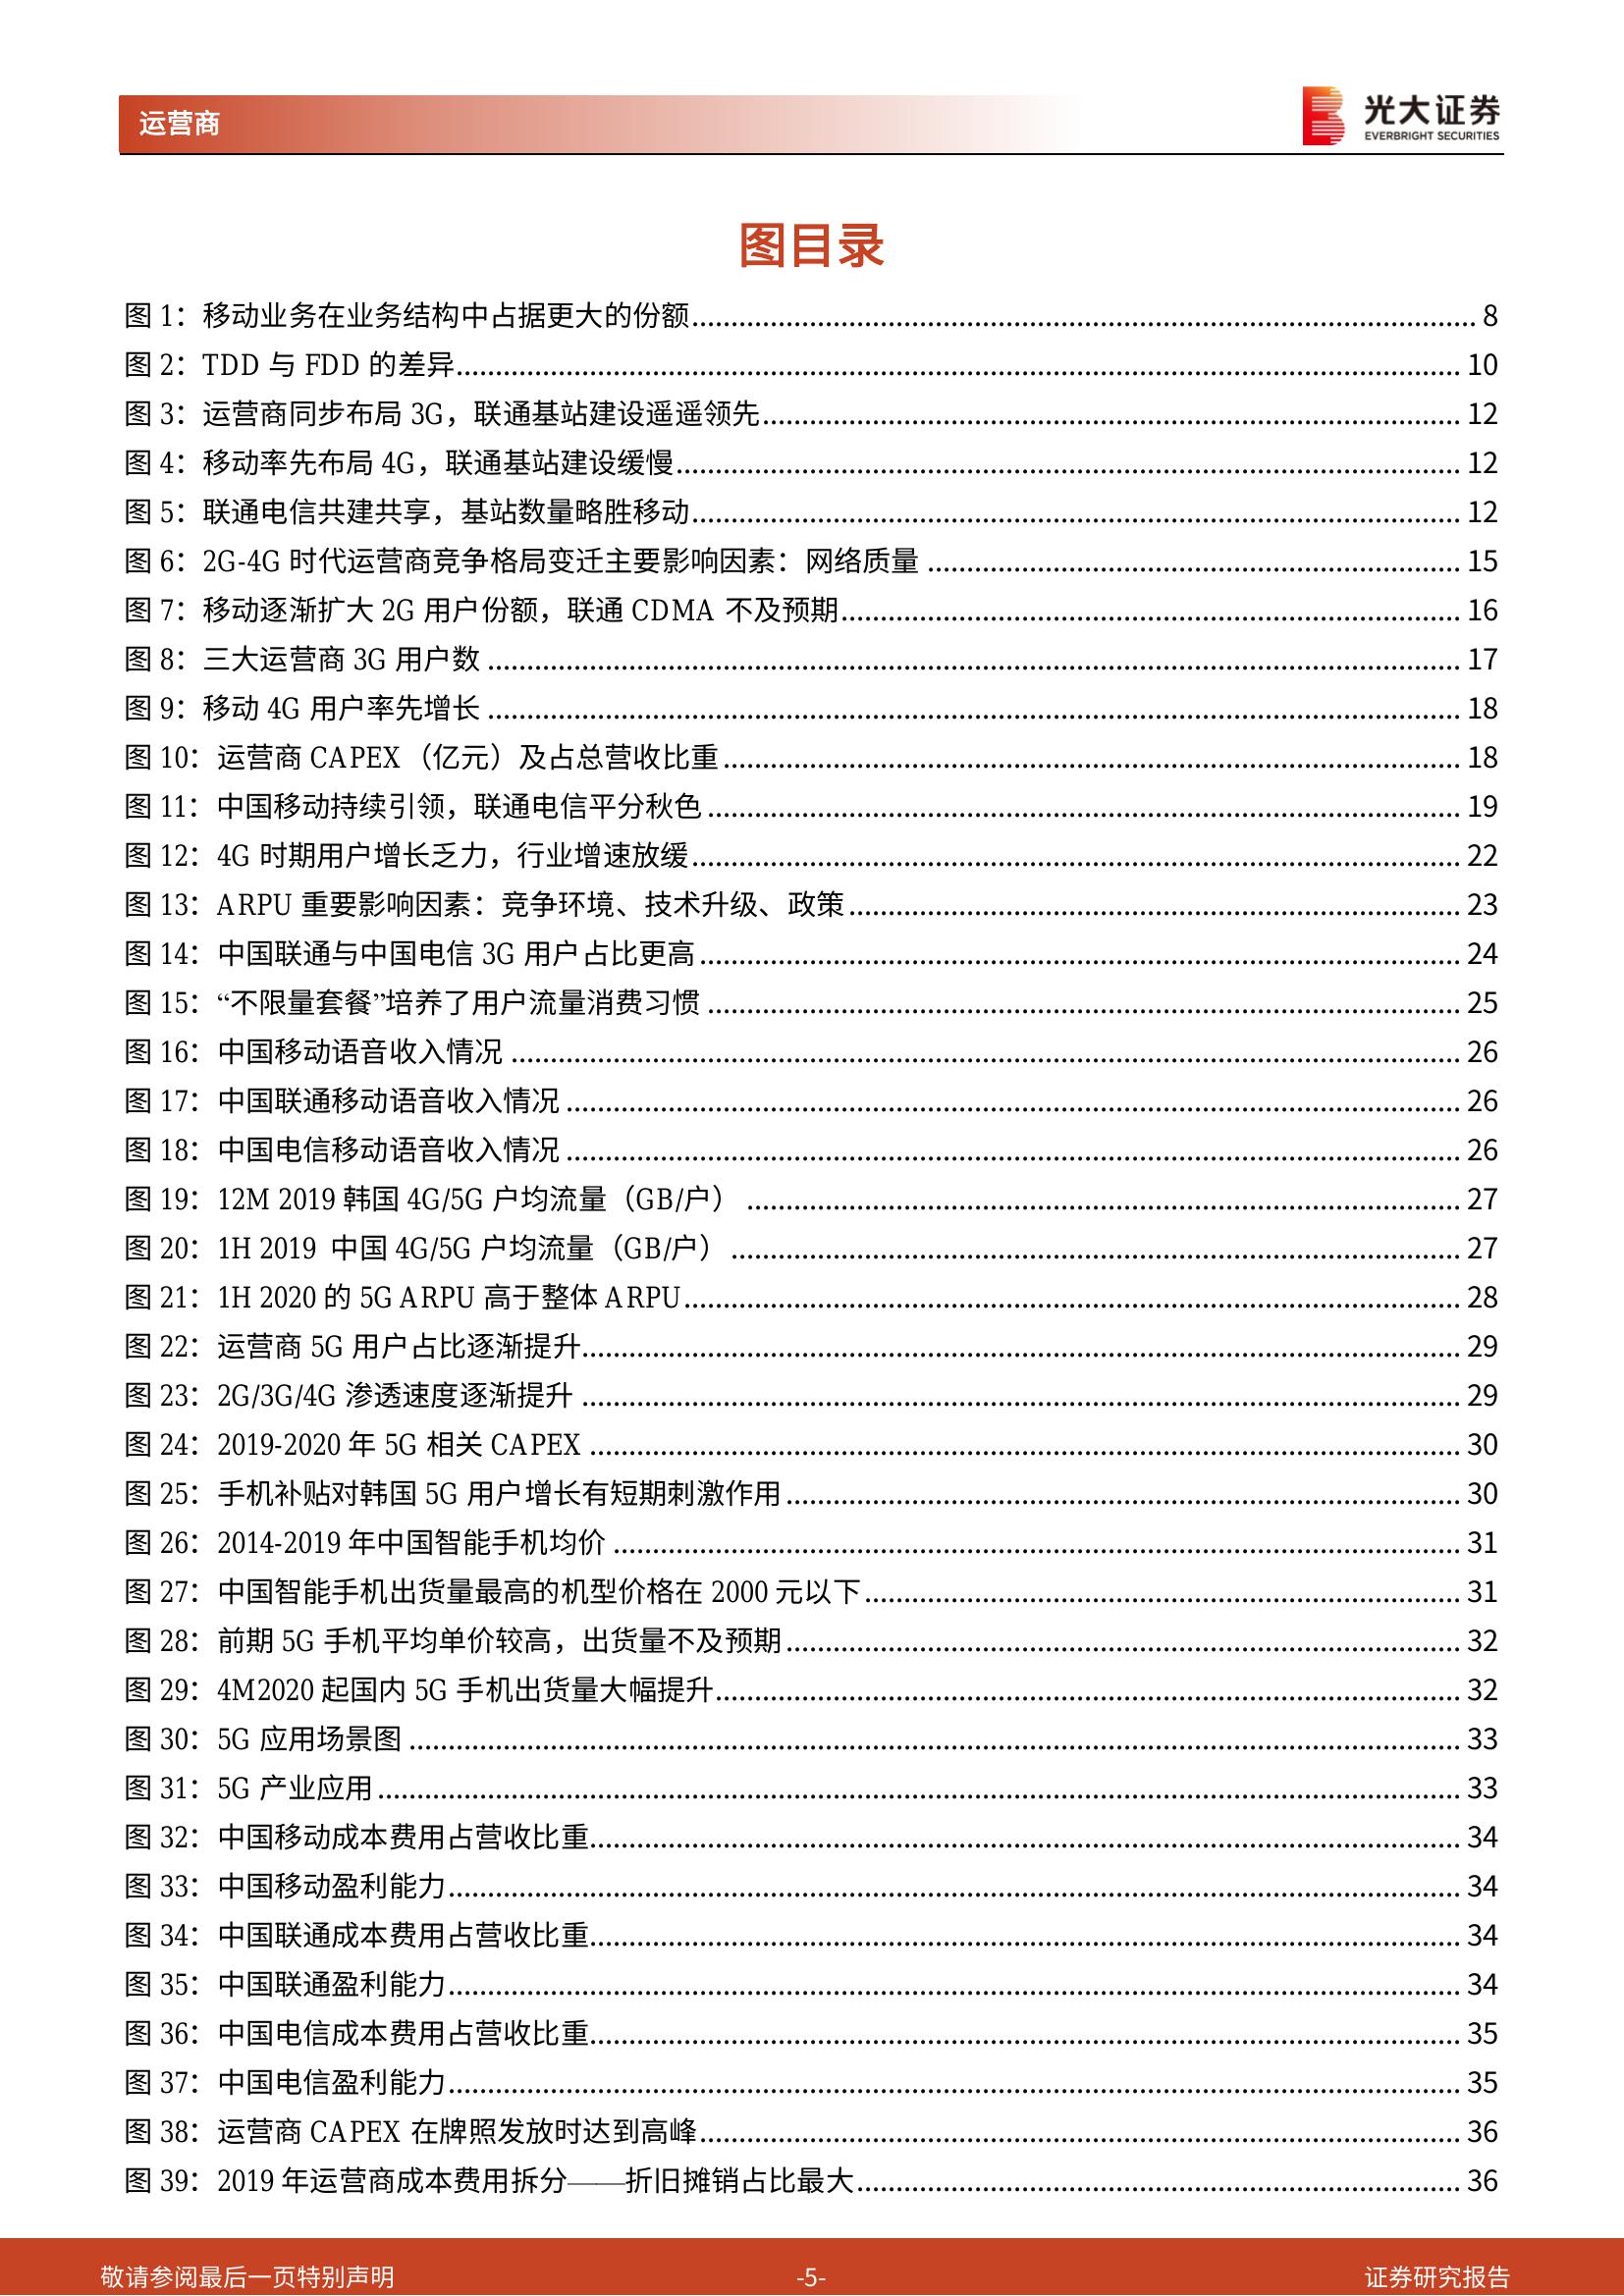 运营商
光大证券
EVERBRIGHT SECURITIES
图目录
图 1：移动业务在业务结构中占据更大的份额........ 8
图 2：TDD 与 FDD 的差异........ 10
图 3：运营商同步布局 3G，联通基站建设遥遥领先........ 12
图 4：移动率先布局 4G，联通基站建设缓慢........ 12
图 5：联通电信共建共享，基站数量略胜移动........ 12
图 6：2G-4G 时代运营商竞争格局变迁主要影响因素：网络质量 ........ 15
图 7：移动逐渐扩大 2G 用户份额，联通 CDMA 不及预期........ 16
图 8：三大运营商 3G 用户数 ........ 17
图 9：移动 4G 用户率先增长 ........ 18
图 10：运营商 CAPEX（亿元）及占总营收比重........ 18
图 11：中国移动持续引领，联通电信平分秋色........ 19
图 12：4G 时期用户增长乏力，行业增速放缓........ 22
图 13：ARPU 重要影响因素：竞争环境、技术升级、政策........ 23
图 14：中国联通与中国电信 3G 用户占比更高........ 24
图 15：“不限量套餐”培养了用户流量消费习惯 ........ 25
图 16：中国移动语音收入情况 ........ 26
图 17：中国联通移动语音收入情况 ........ 26
图 18：中国电信移动语音收入情况 ........ 26
图 19：12M 2019 韩国 4G/5G 户均流量（GB/户） ........ 27
图 20：1H 2019 中国 4G/5G 户均流量（GB/户） ........ 27
图 21：1H 2020 的 5G ARPU 高于整体 ARPU........ 28
图 22：运营商 5G 用户占比逐渐提升........ 29
图 23：2G/3G/4G 渗透速度逐渐提升 ........ 29
图 24：2019-2020 年 5G 相关 CAPEX ........ 30
图 25：手机补贴对韩国 5G 用户增长有短期刺激作用........ 30
图 26：2014-2019 年中国智能手机均价 ........ 31
图 27：中国智能手机出货量最高的机型价格在 2000 元以下........ 31
图 28：前期 5G 手机平均单价较高，出货量不及预期........ 32
图 29：4M2020 起国内 5G 手机出货量大幅提升........ 32
图 30：5G 应用场景图 ........ 33
图 31：5G 产业应用........ 33
图 32：中国移动成本费用占营收比重........ 34
图 33：中国移动盈利能力........ 34
图 34：中国联通成本费用占营收比重........ 34
图 35：中国联通盈利能力........ 34
图 36：中国电信成本费用占营收比重........ 35
图 37：中国电信盈利能力........ 35
图 38：运营商 CAPEX 在牌照发放时达到高峰........ 36
图 39：2019 年运营商成本费用拆分——折旧摊销占比最大........ 36
敬请参阅最后一页特别声明 -5- 证券研究报告